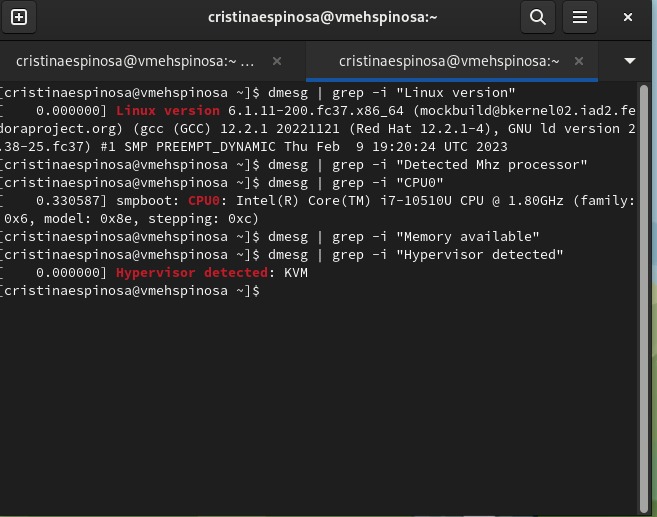 cristinaespinosa@vmehspinosa:~
cristinaespinosa@vmehspinosa:~ ...
cristinaespinosa@vmehspinosa:~
[cristinaespinosa@vmehspinosa ~]$ dmesg | grep -i "Linux version"
[    0.000000] Linux version 6.1.11-200.fc37.x86_64 (mockbuild@bkernel02.iad2.fe
doraproject.org) (gcc (GCC) 12.2.1 20221121 (Red Hat 12.2.1-4), GNU ld version 2
.38-25.fc37) #1 SMP PREEMPT_DYNAMIC Thu Feb  9 19:20:24 UTC 2023
[cristinaespinosa@vmehspinosa ~]$ dmesg | grep -i "Detected Mhz processor"
[cristinaespinosa@vmehspinosa ~]$ dmesg | grep -i "CPU0"
[    0.330587] smpboot: CPU0: Intel(R) Core(TM) i7-10510U CPU @ 1.80GHz (family:
 0x6, model: 0x8e, stepping: 0xc)
[cristinaespinosa@vmehspinosa ~]$ dmesg | grep -i "Memory available"
[cristinaespinosa@vmehspinosa ~]$ dmesg | grep -i "Hypervisor detected"
[    0.000000] Hypervisor detected: KVM
[cristinaespinosa@vmehspinosa ~]$